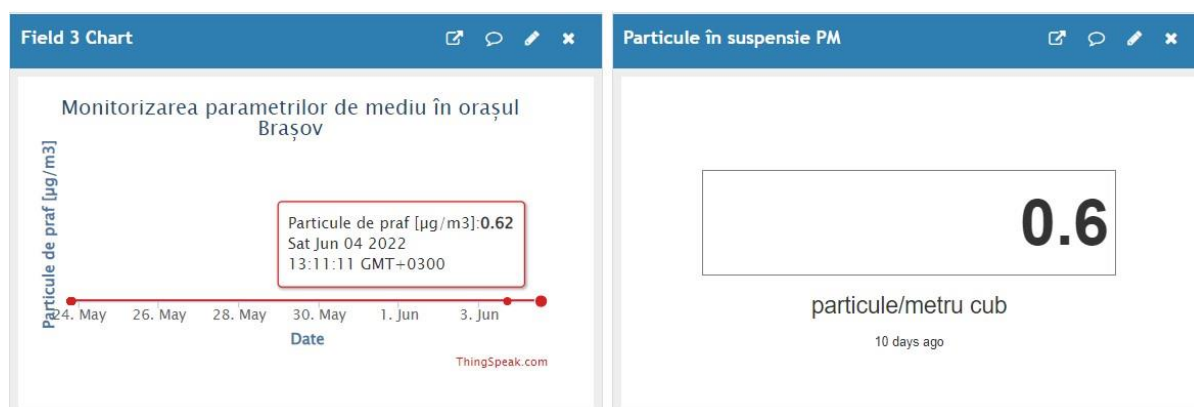 Field 3 Chart
Monitorizarea parametrilor de mediu în orașul
Brașov
Particule de praf [µg/m3]
Particule de praf [µg/m3]:0.62
Sat Jun 04 2022
13:11:11 GMT+0300
24. May 26. May 28. May 30. May 1. Jun 3. Jun
Date
ThingSpeak.com
Particule în suspensie PM
0.6
particule/metru cub
10 days ago